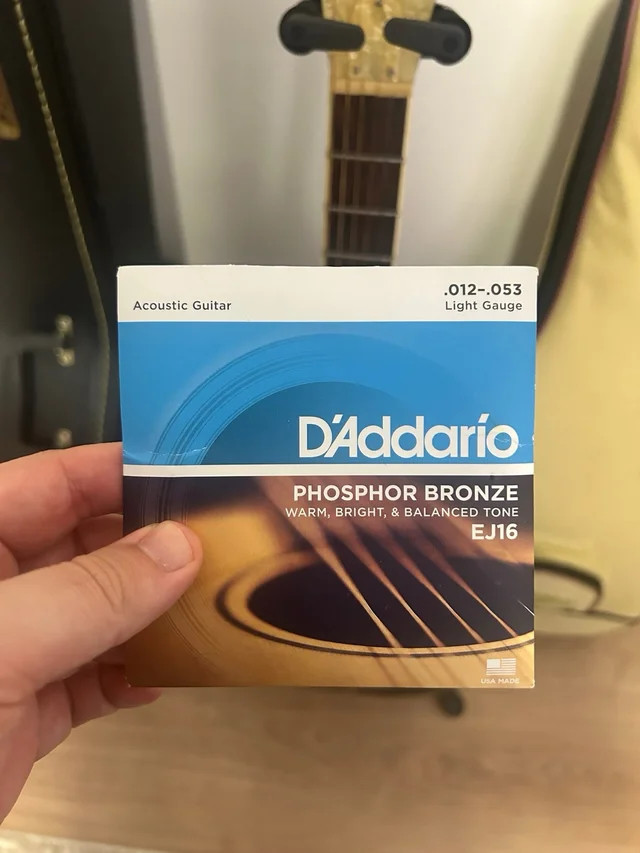 .012–.053
Acoustic Guitar
Light Gauge
D'Addario
PHOSPHOR BRONZE
WARM, BRIGHT, & BALANCED TONE
EJ16
USA MADE